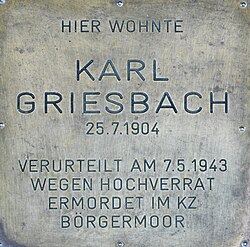 HIER WOHNTE
KARL
GRIESBACH
25.7.1904
VERURTEILT AM 7.5.1943
WEGEN HOCHVERRAT
ERMORDET IM KZ
BÖRGERMOOR